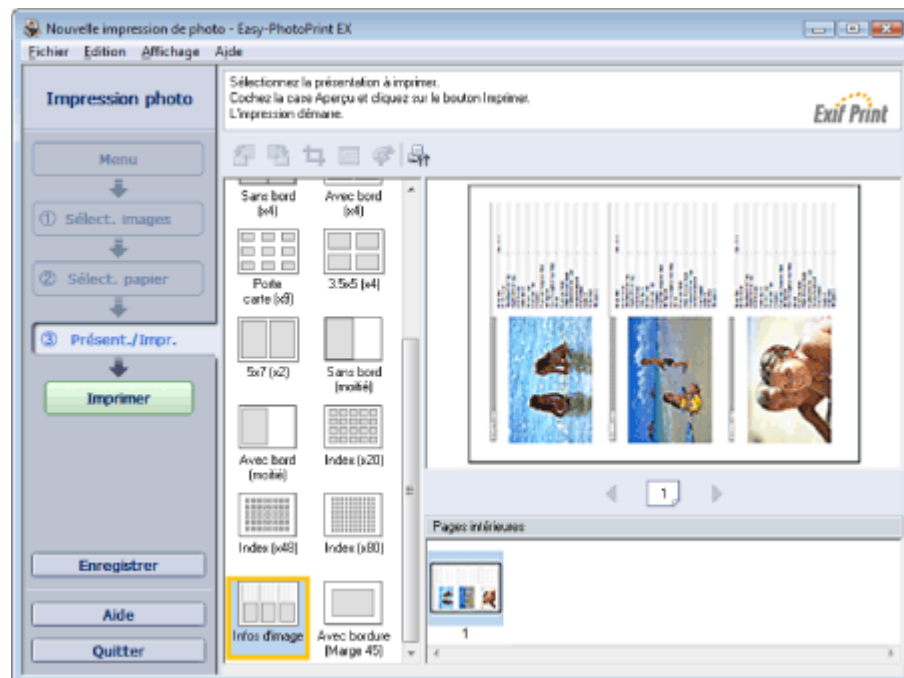 Nouvelle impression de photo - Easy-PhotoPrint EX
Fichier Edition Affichage Aide
Impression photo
Sélectionnez la présentation à imprimer.
Cochez la case Aperçu et cliquez sur le bouton Imprimer.
L'impression démarre.
Exif Print
Menu
① Sélect. images
② Sélect. papier
③ Présent./Impr.
Imprimer
Enregistrer
Aide
Quitter
Sans bord
(x4)
Avec bord
(x4)
Porte
carte (x9)
3.5x5 (x4)
5x7 (x2)
Sans bord
(moitié)
Avec bord
(moitié)
Index (x20)
Index (x48)
Index (x80)
Infos d'image
Avec bordure
(Marge 45)
1
Pages intérieures
1